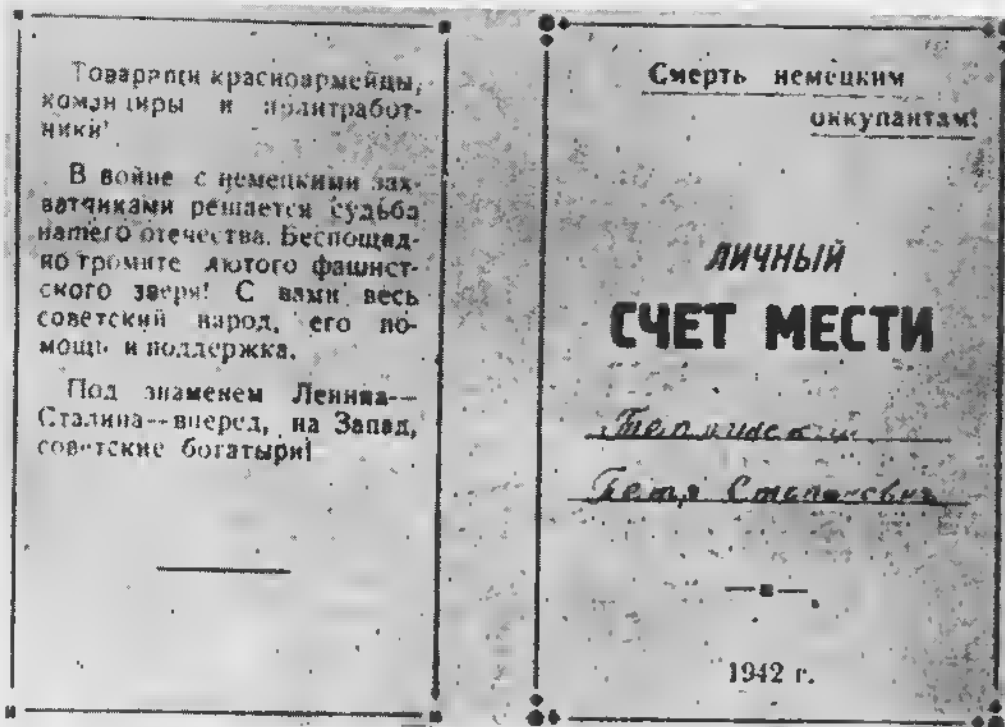 Товарищи красноармейцы,
командиры и политработ-
ники!
В войне с немецкими зах-
ватчиками решается судьба
нашего отечества. Беспощад-
но громите лютого фашист-
ского зверя! С вами весь
советский народ, его по-
мощь и поддержка.
Под знаменем Ленина—
Сталина—вперед, на Запад,
советские богатыри!
Смерть немецким
оккупантам!
ЛИЧНЫЙ
СЧЕТ МЕСТИ
Петя Степанович
1942 г.